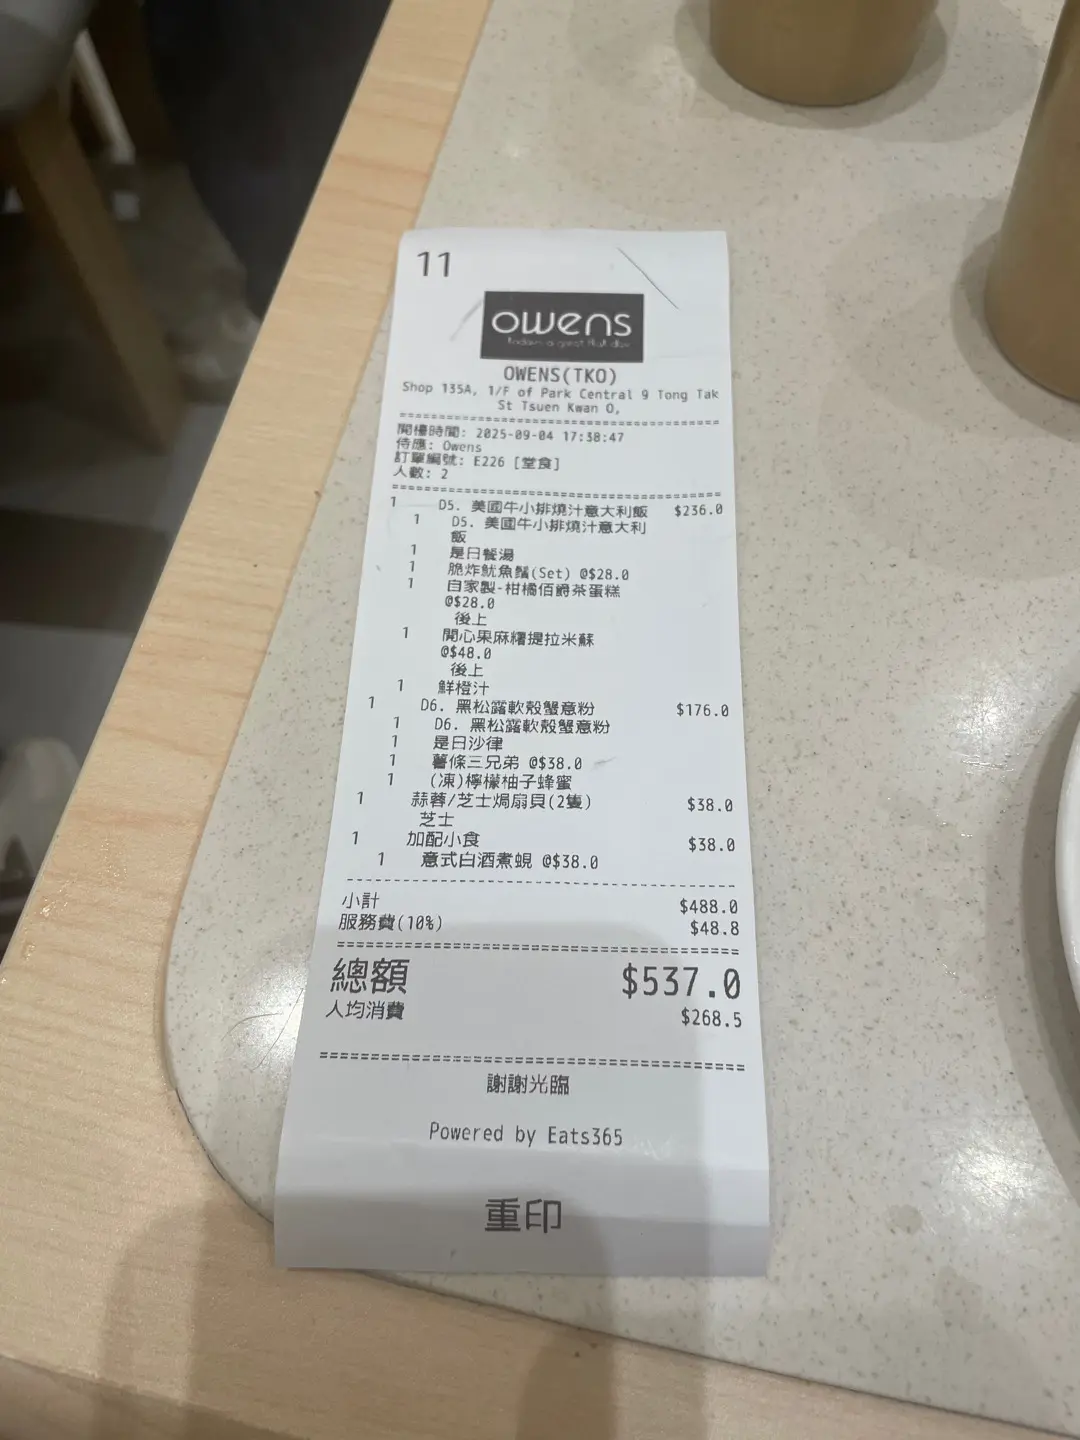 11
owens
OWENS(TKO)
Shop 135A, 1/F of Park Central 9 Tong Tak
St Tsuen Kwan O,
開檯時間: 2025-09-04 17:38:47
侍應: Owens
訂單編號: E226 [堂食]
人數: 2
1 D5. 美國牛小排燒汁意大利飯 $236.0
1 D5. 美國牛小排燒汁意大利
飯
1 是日餐湯
1 脆炸魷魚鬚(Set) @$28.0
1 自家製-柑橘佰爵茶蛋糕
@$28.0
後上
1 開心果麻糬提拉米蘇
@$48.0
後上
1 鮮橙汁
1 D6. 黑松露軟殼蟹意粉 $176.0
1 D6. 黑松露軟殼蟹意粉
1 是日沙律
1 薯條三兄弟 @$38.0
1 (凍)檸檬柚子蜂蜜
1 蒜蓉/芝士焗扇貝(2隻) $38.0
芝士
1 加配小食 $38.0
1 意式白酒煮蜆 @$38.0
小計 $488.0
服務費(10%) $48.8
總額 $537.0
人均消費 $268.5
謝謝光臨
Powered by Eats365
重印